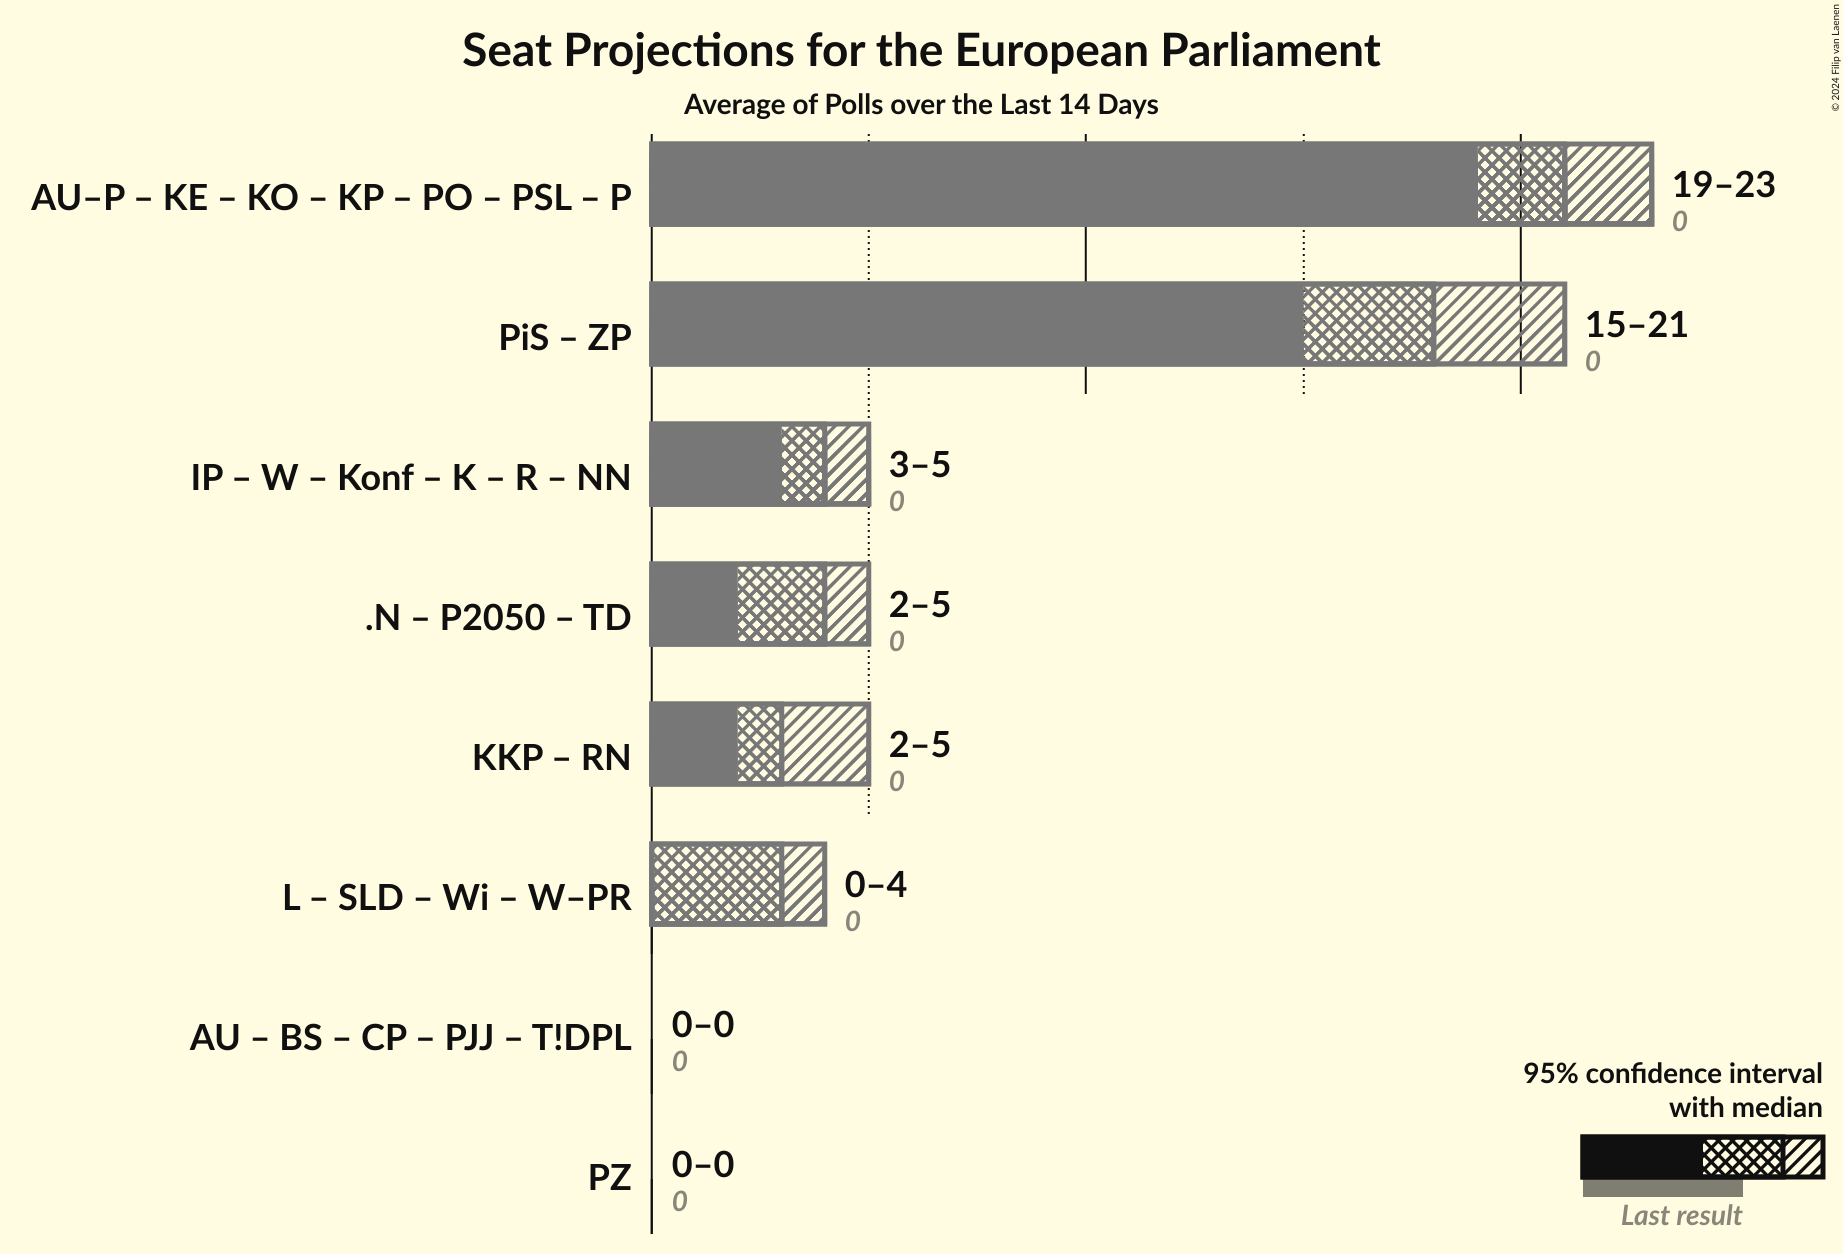 Seat Projections for the European Parliament
Average of Polls over the Last 14 Days
© 2024 Filip van Laenen
AU–P – KE – KO – KP – PO – PSL – P
19–23
0
PiS – ZP
15–21
0
IP – W – Konf – K – R – NN
3–5
0
.N – P2050 – TD
2–5
0
KKP – RN
2–5
0
L – SLD – Wi – W–PR
0–4
0
AU – BS – CP – PJJ – T!DPL
0–0
0
PZ
0–0
0
95% confidence interval
with median
Last result